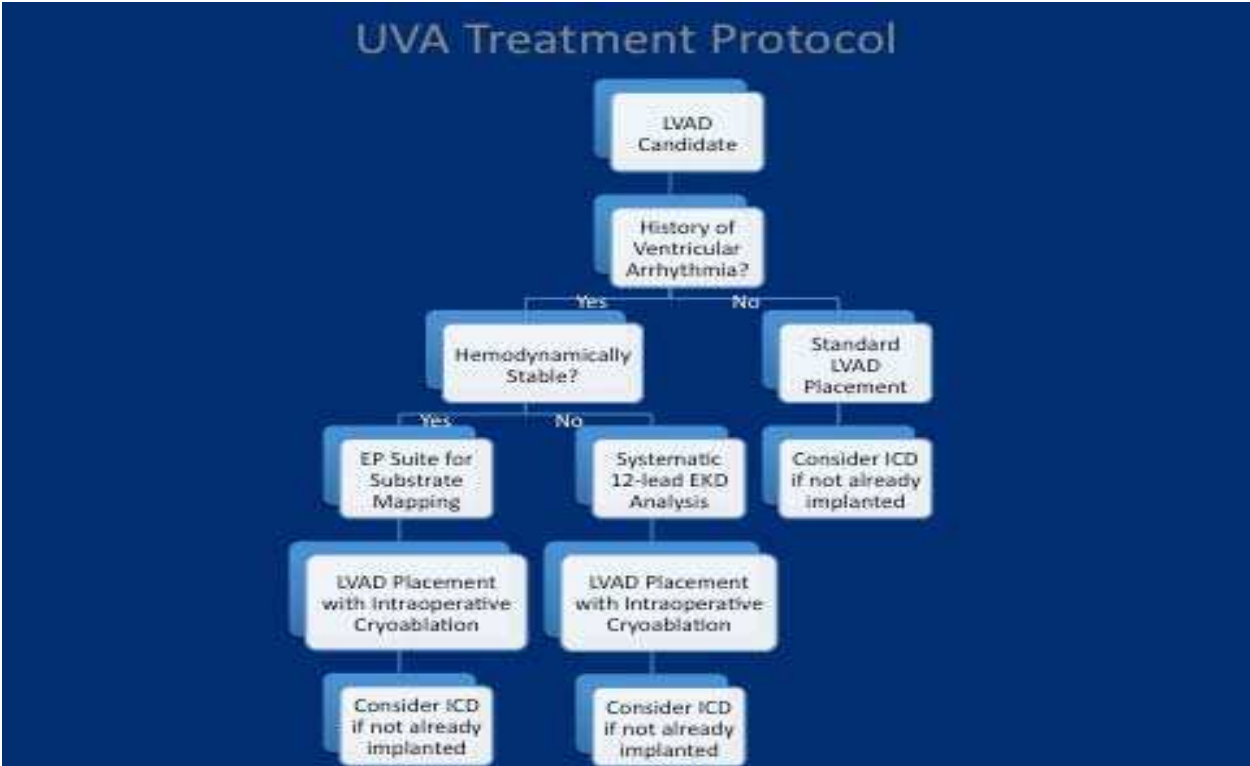 UVA Treatment Protocol
LVAD
Candidate
History of
Ventricular
Arrhythmia?
Yes
No
Hemodynamically
Stable?
Standard
LVAD
Placement
Yes
No
EP Suite for
Substrate
Mapping
Systematic
12-lead EKD
Analysis
Consider ICD
if not already
implanted
LVAD Placement
with Intraoperative
Cryoablation
LVAD Placement
with Intraoperative
Cryoablation
Consider ICD
if not already
implanted
Consider ICD
if not already
implanted